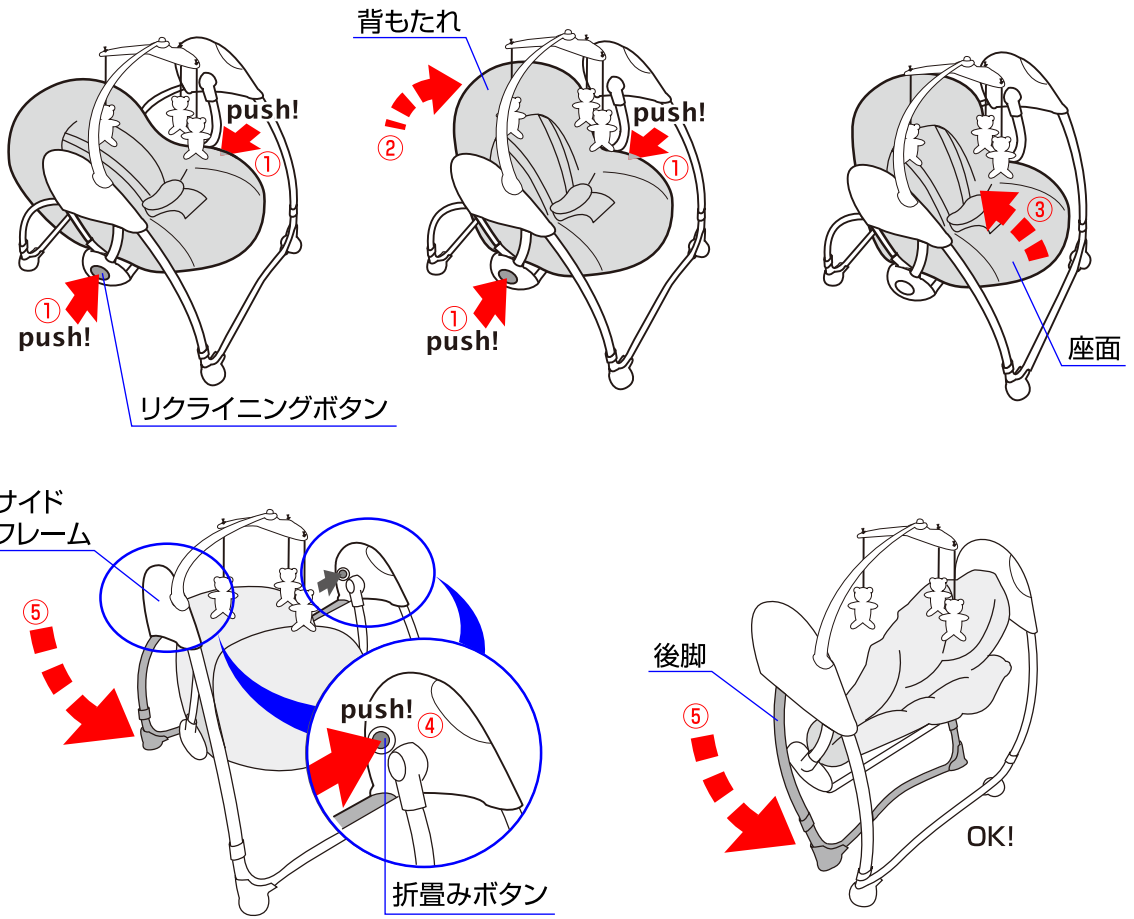 背もたれ
push!
①
①
push!
リクライニングボタン
②
push!
①
①
push!
③
座面
サイド
フレーム
⑤
push!
④
折畳みボタン
後脚
⑤
OK!